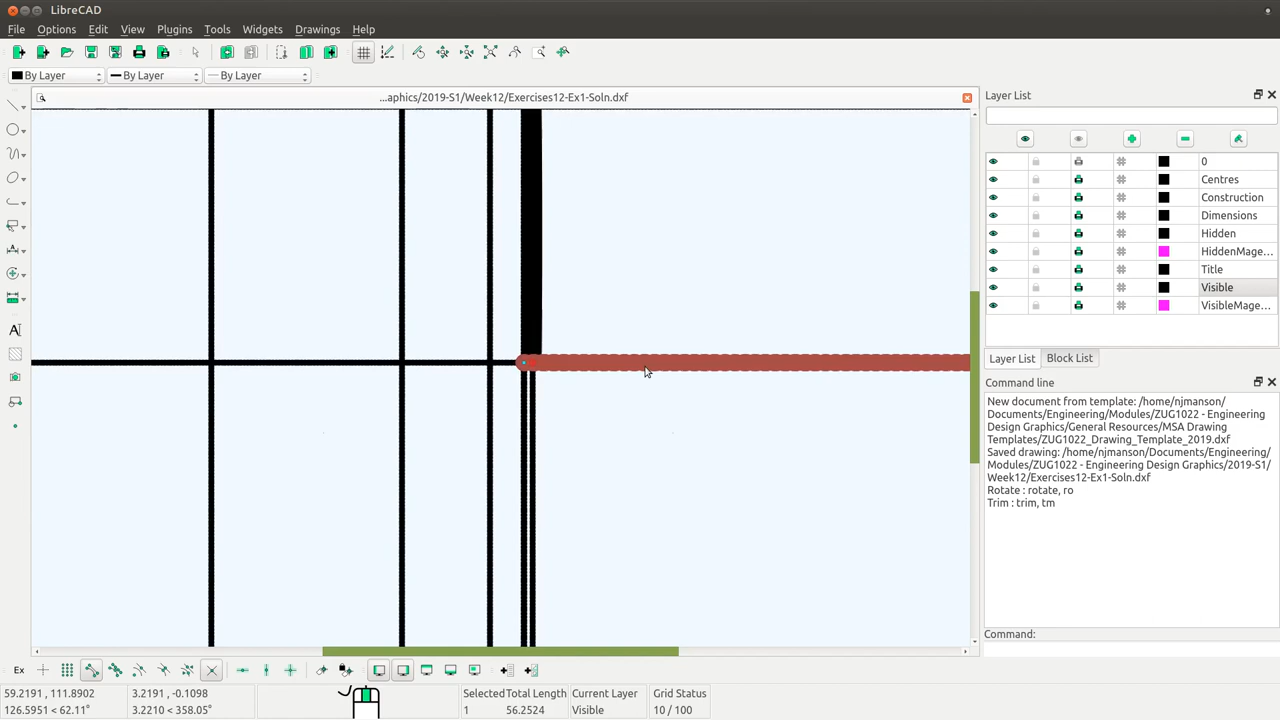 LibreCAD
File Options Edit View Plugins Tools Widgets Drawings Help
By Layer By Layer By Layer
...aphics/2019-S1/Week12/Exercises12-Ex1-Soln.dxf
Layer List
0
Centres
Construction
Dimensions
Hidden
HiddenMage...
Title
Visible
VisibleMage...
Layer List Block List
Command line
New document from template: /home/njmanson/
Documents/Engineering/Modules/ZUG1022 - Engineering
Design Graphics/General Resources/MSA Drawing
Templates/ZUG1022_Drawing_Template_2019.dxf
Saved drawing: /home/njmanson/Documents/Engineering/
Modules/ZUG1022 - Engineering Design Graphics/2019-S1/
Week12/Exercises12-Ex1-Soln.dxf
Rotate : rotate, ro
Trim : trim, tm
Command:
Ex
59.2191 , 111.8902 3.2191 , -0.1098 Selected Total Length Current Layer Grid Status
126.5951 < 62.11° 3.2210 < 358.05° 1 56.2524 Visible 10 / 100